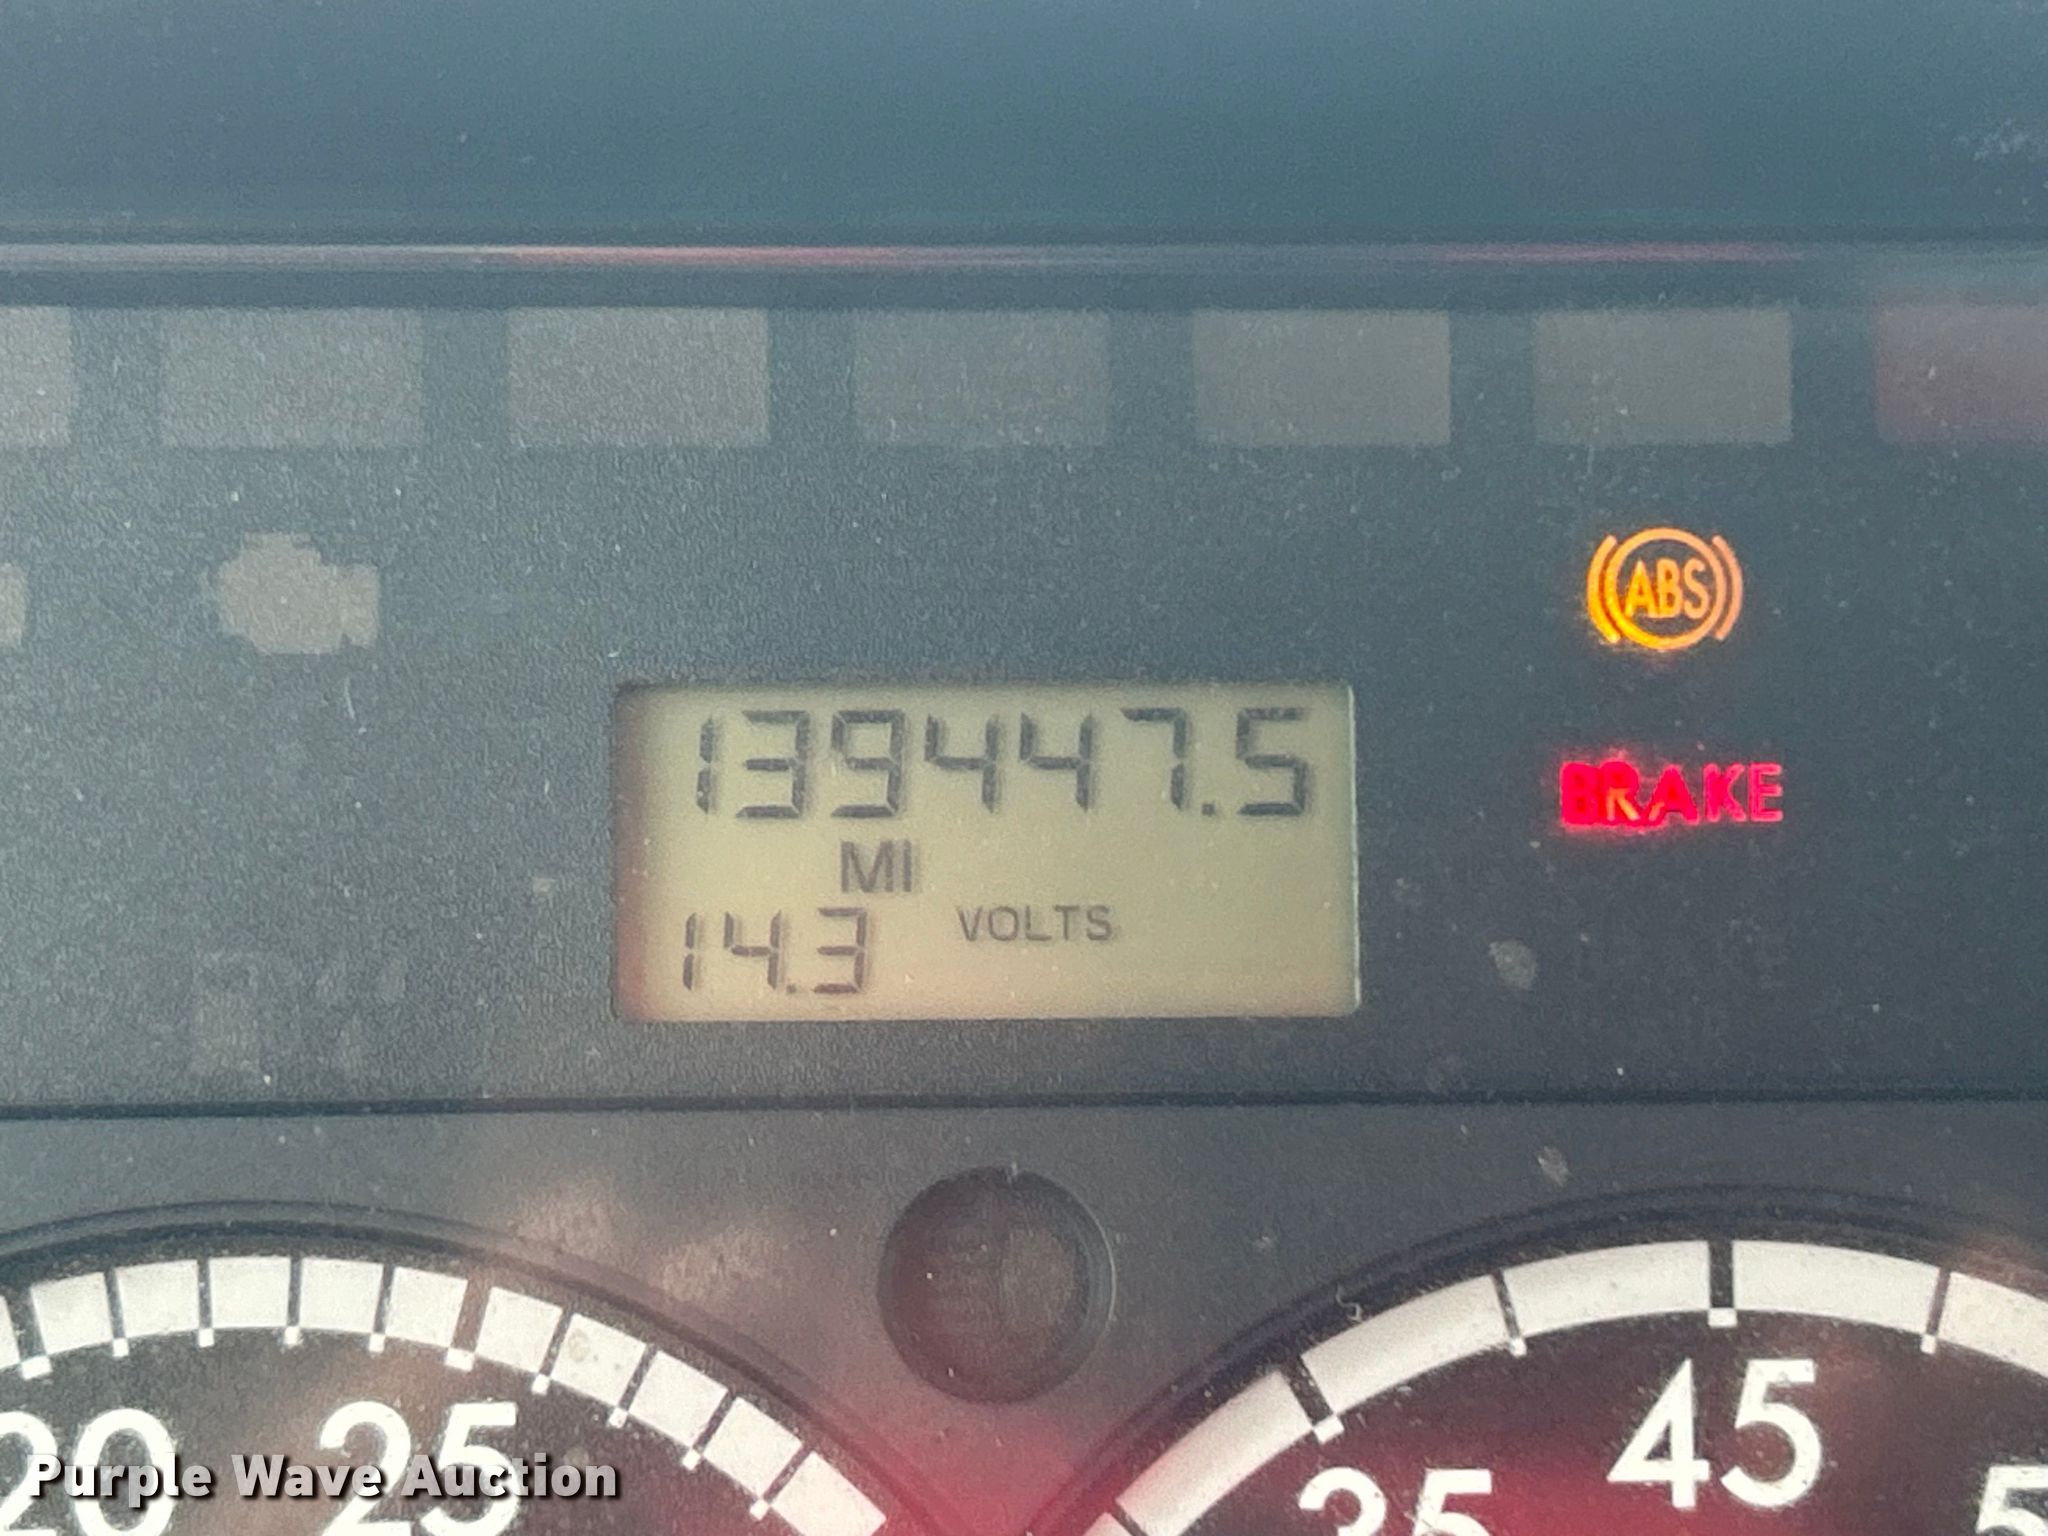 ABS
139447.5
BRAKE
MI
14.3 VOLTS
20 25
35 45
Purple Wave Auction